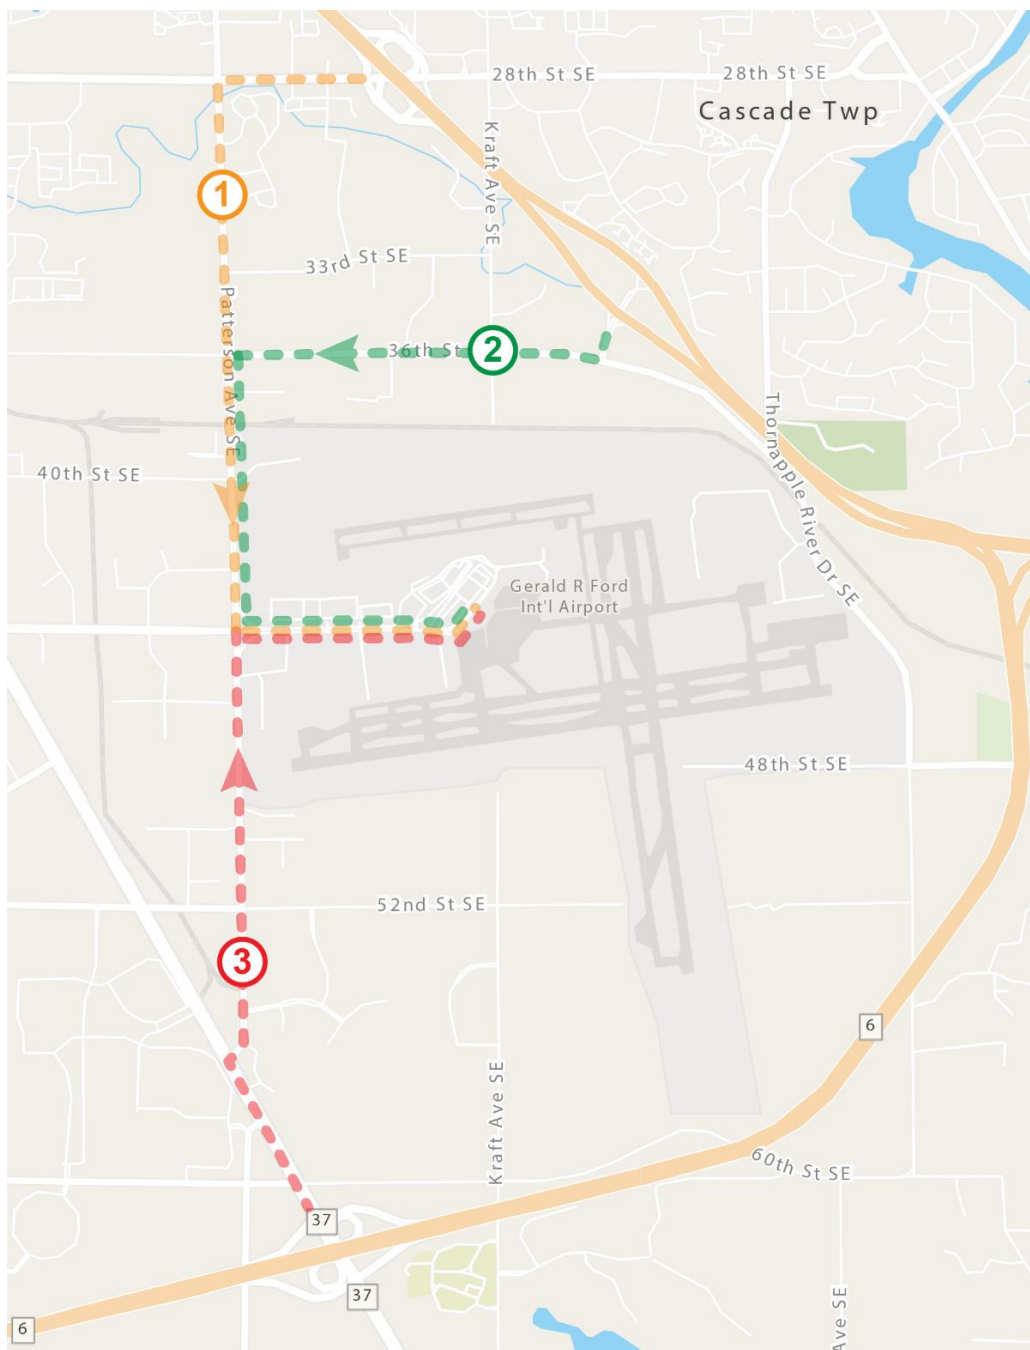 28th St SE
28th St SE
Cascade Twp
Kraft Ave SE
1
33rd St SE
Patterson Ave SE
36th St
2
Thornapple River Dr SE
40th St SE
Gerald R Ford
Int'l Airport
48th St SE
52nd St SE
3
6
Kraft Ave SE
60th St SE
37
37
6
Ave SE